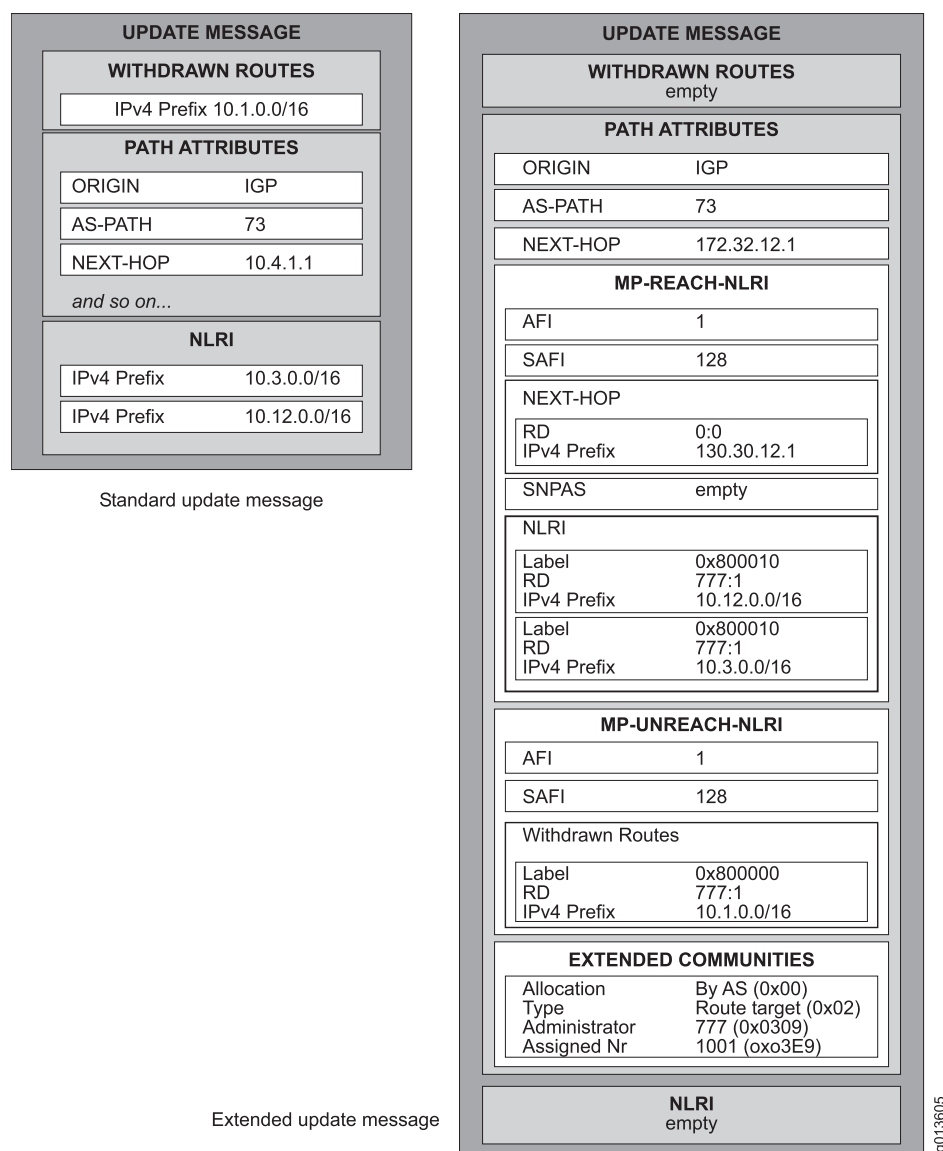 UPDATE MESSAGE
WITHDRAWN ROUTES
IPv4 Prefix 10.1.0.0/16
PATH ATTRIBUTES
ORIGIN IGP
AS-PATH 73
NEXT-HOP 10.4.1.1
and so on...
NLRI
IPv4 Prefix 10.3.0.0/16
IPv4 Prefix 10.12.0.0/16
Standard update message
UPDATE MESSAGE
WITHDRAWN ROUTES
empty
PATH ATTRIBUTES
ORIGIN IGP
AS-PATH 73
NEXT-HOP 172.32.12.1
MP-REACH-NLRI
AFI 1
SAFI 128
NEXT-HOP
RD 0:0
IPv4 Prefix 130.30.12.1
SNPAS empty
NLRI
Label 0x800010
RD 777:1
IPv4 Prefix 10.12.0.0/16
Label 0x800010
RD 777:1
IPv4 Prefix 10.3.0.0/16
MP-UNREACH-NLRI
AFI 1
SAFI 128
Withdrawn Routes
Label 0x800000
RD 777:1
IPv4 Prefix 10.1.0.0/16
EXTENDED COMMUNITIES
Allocation By AS (0x00)
Type Route target (0x02)
Administrator 777 (0x0309)
Assigned Nr 1001 (oxo3E9)
NLRI
empty
Extended update message
g013605